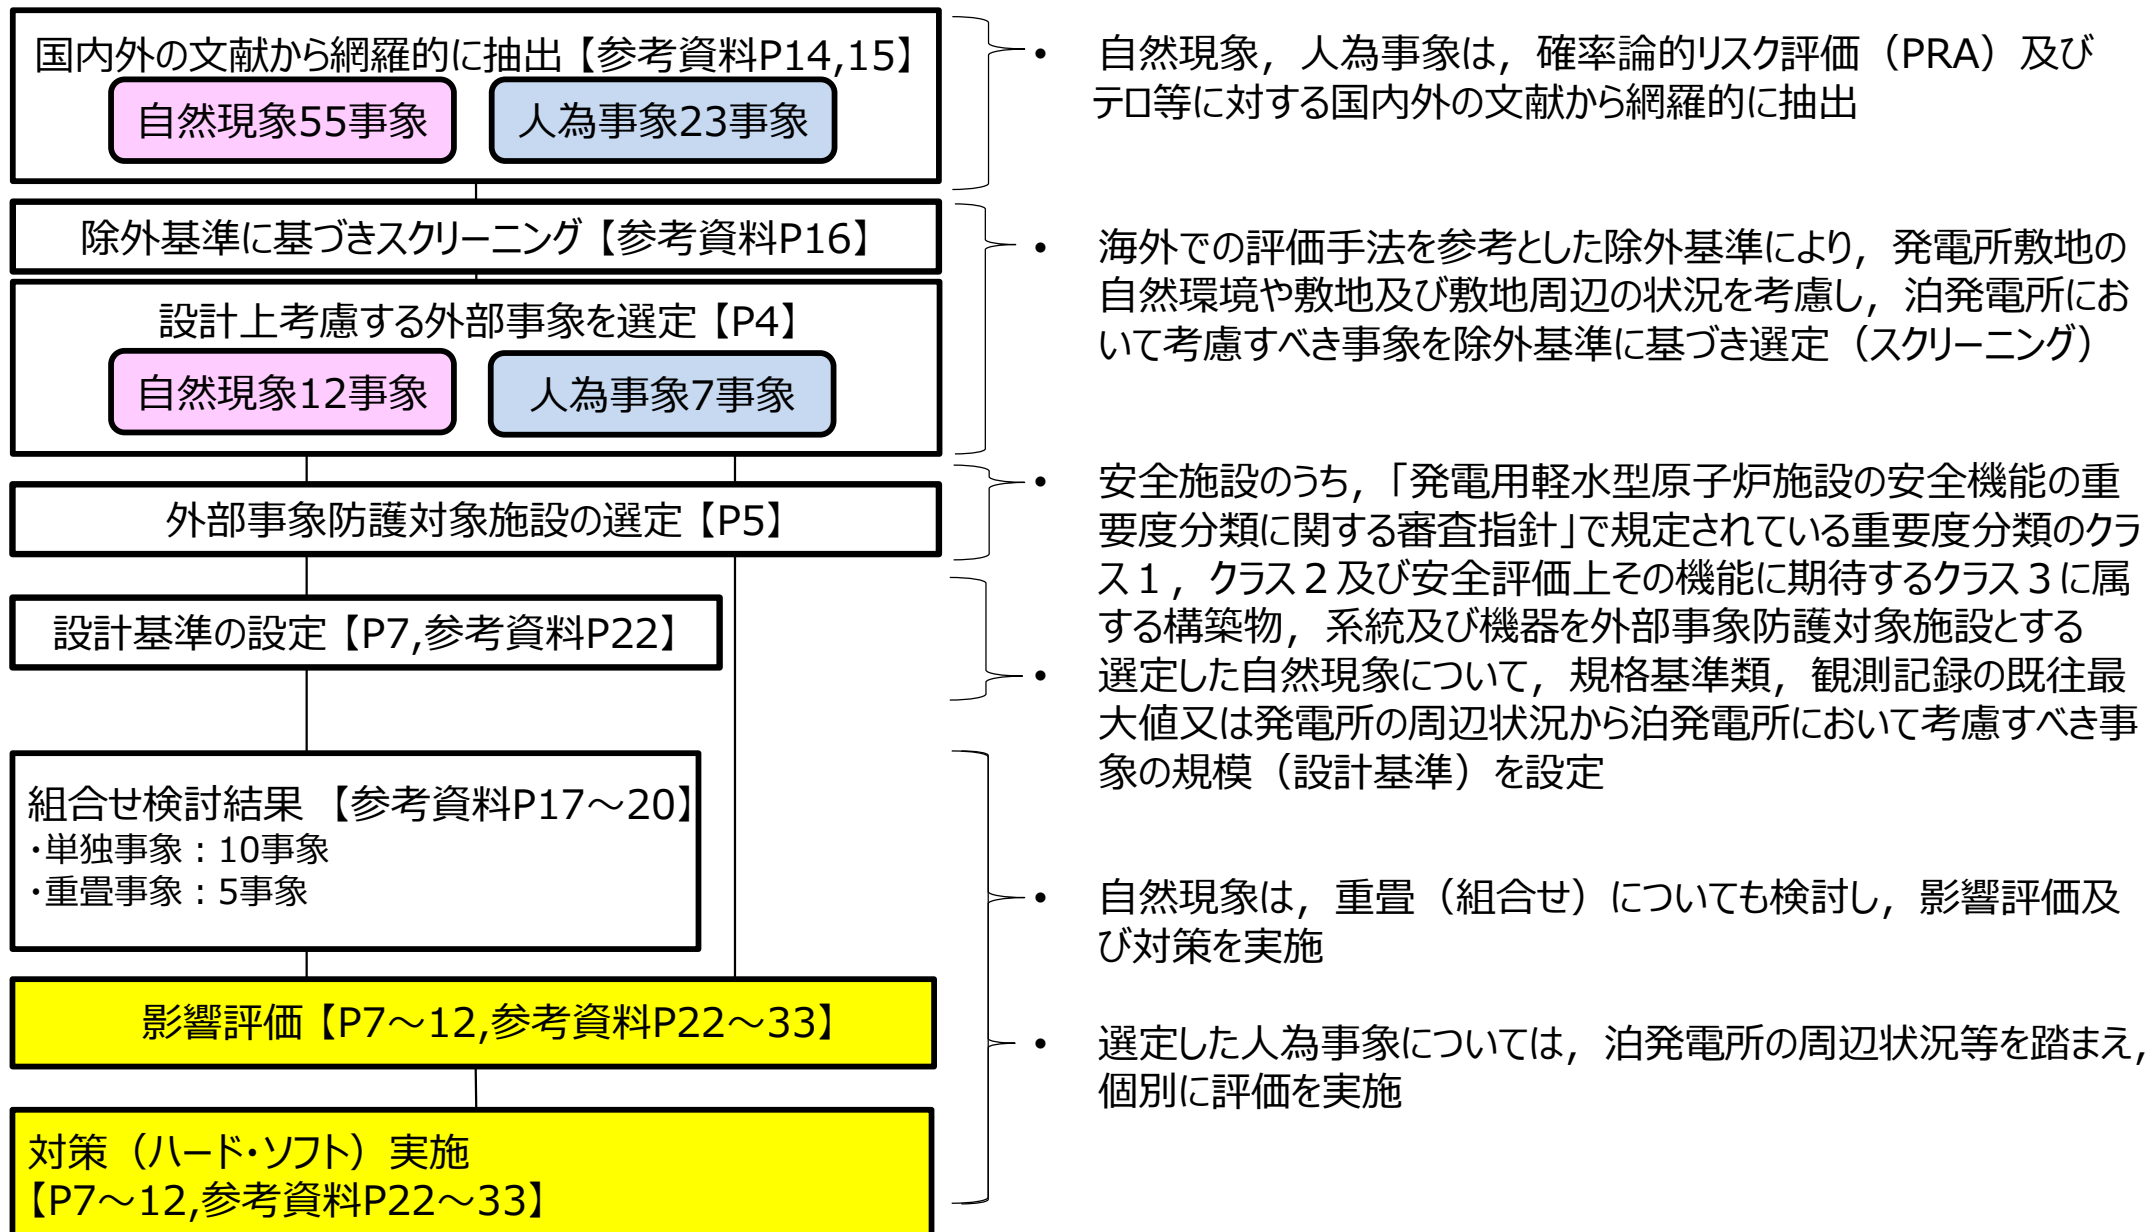 国内外の文献から網羅的に抽出【参考資料P14,15】
自然現象55事象
人為事象23事象
除外基準に基づきスクリーニング【参考資料P16】
設計上考慮する外部事象を選定【P4】
自然現象12事象
人為事象7事象
外部事象防護対象施設の選定【P5】
設計基準の設定【P7,参考資料P22】
組合せ検討結果 【参考資料P17～20】
・単独事象：10事象
・重畳事象：5事象
影響評価【P7～12,参考資料P22～33】
対策（ハード・ソフト）実施
【P7～12,参考資料P22～33】
• 自然現象，人為事象は，確率論的リスク評価（PRA）及び
テロ等に対する国内外の文献から網羅的に抽出
• 海外での評価手法を参考とした除外基準により，発電所敷地の
自然環境や敷地及び敷地周辺の状況を考慮し，泊発電所にお
いて考慮すべき事象を除外基準に基づき選定（スクリーニング）
• 安全施設のうち，「発電用軽水型原子炉施設の安全機能の重
要度分類に関する審査指針」で規定されている重要度分類のクラ
ス１，クラス２及び安全評価上その機能に期待するクラス３に属
する構築物，系統及び機器を外部事象防護対象施設とする
• 選定した自然現象について，規格基準類，観測記録の既往最
大値又は発電所の周辺状況から泊発電所において考慮すべき事
象の規模（設計基準）を設定
• 自然現象は，重畳（組合せ）についても検討し，影響評価及
び対策を実施
• 選定した人為事象については，泊発電所の周辺状況等を踏まえ，
個別に評価を実施